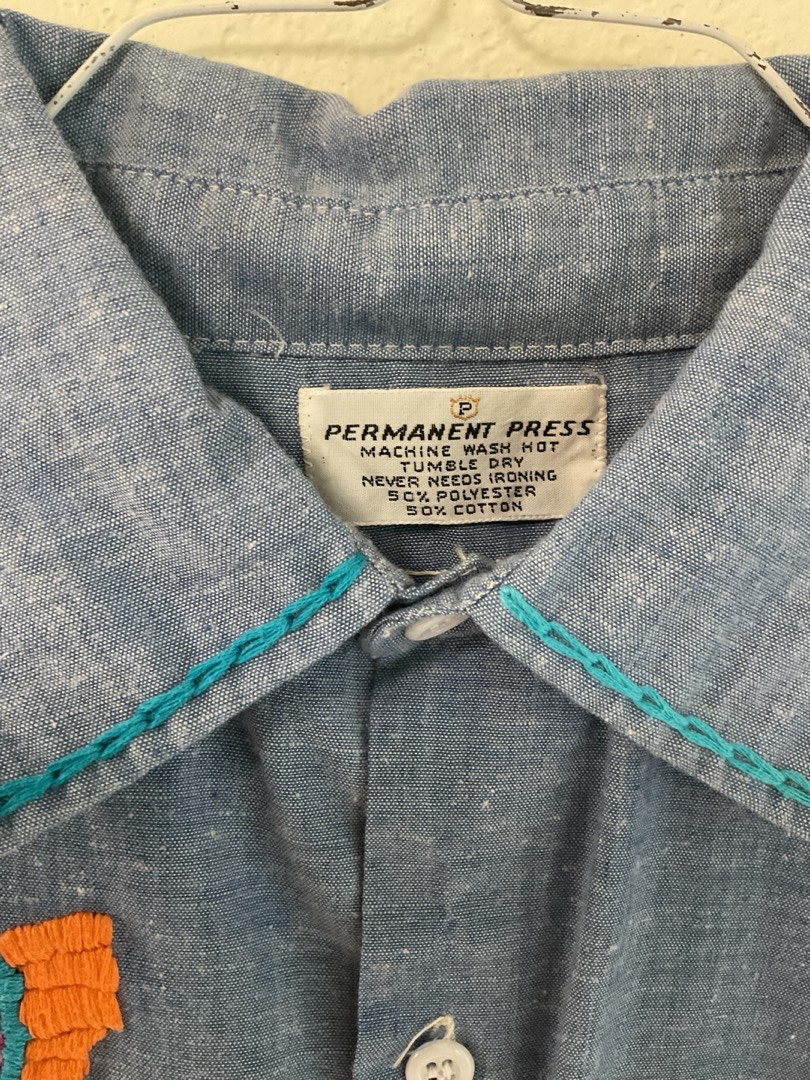 P
PERMANENT PRESS
MACHINE WASH HOT
TUMBLE DRY
NEVER NEEDS IRONING
50% POLYESTER
50% COTTON